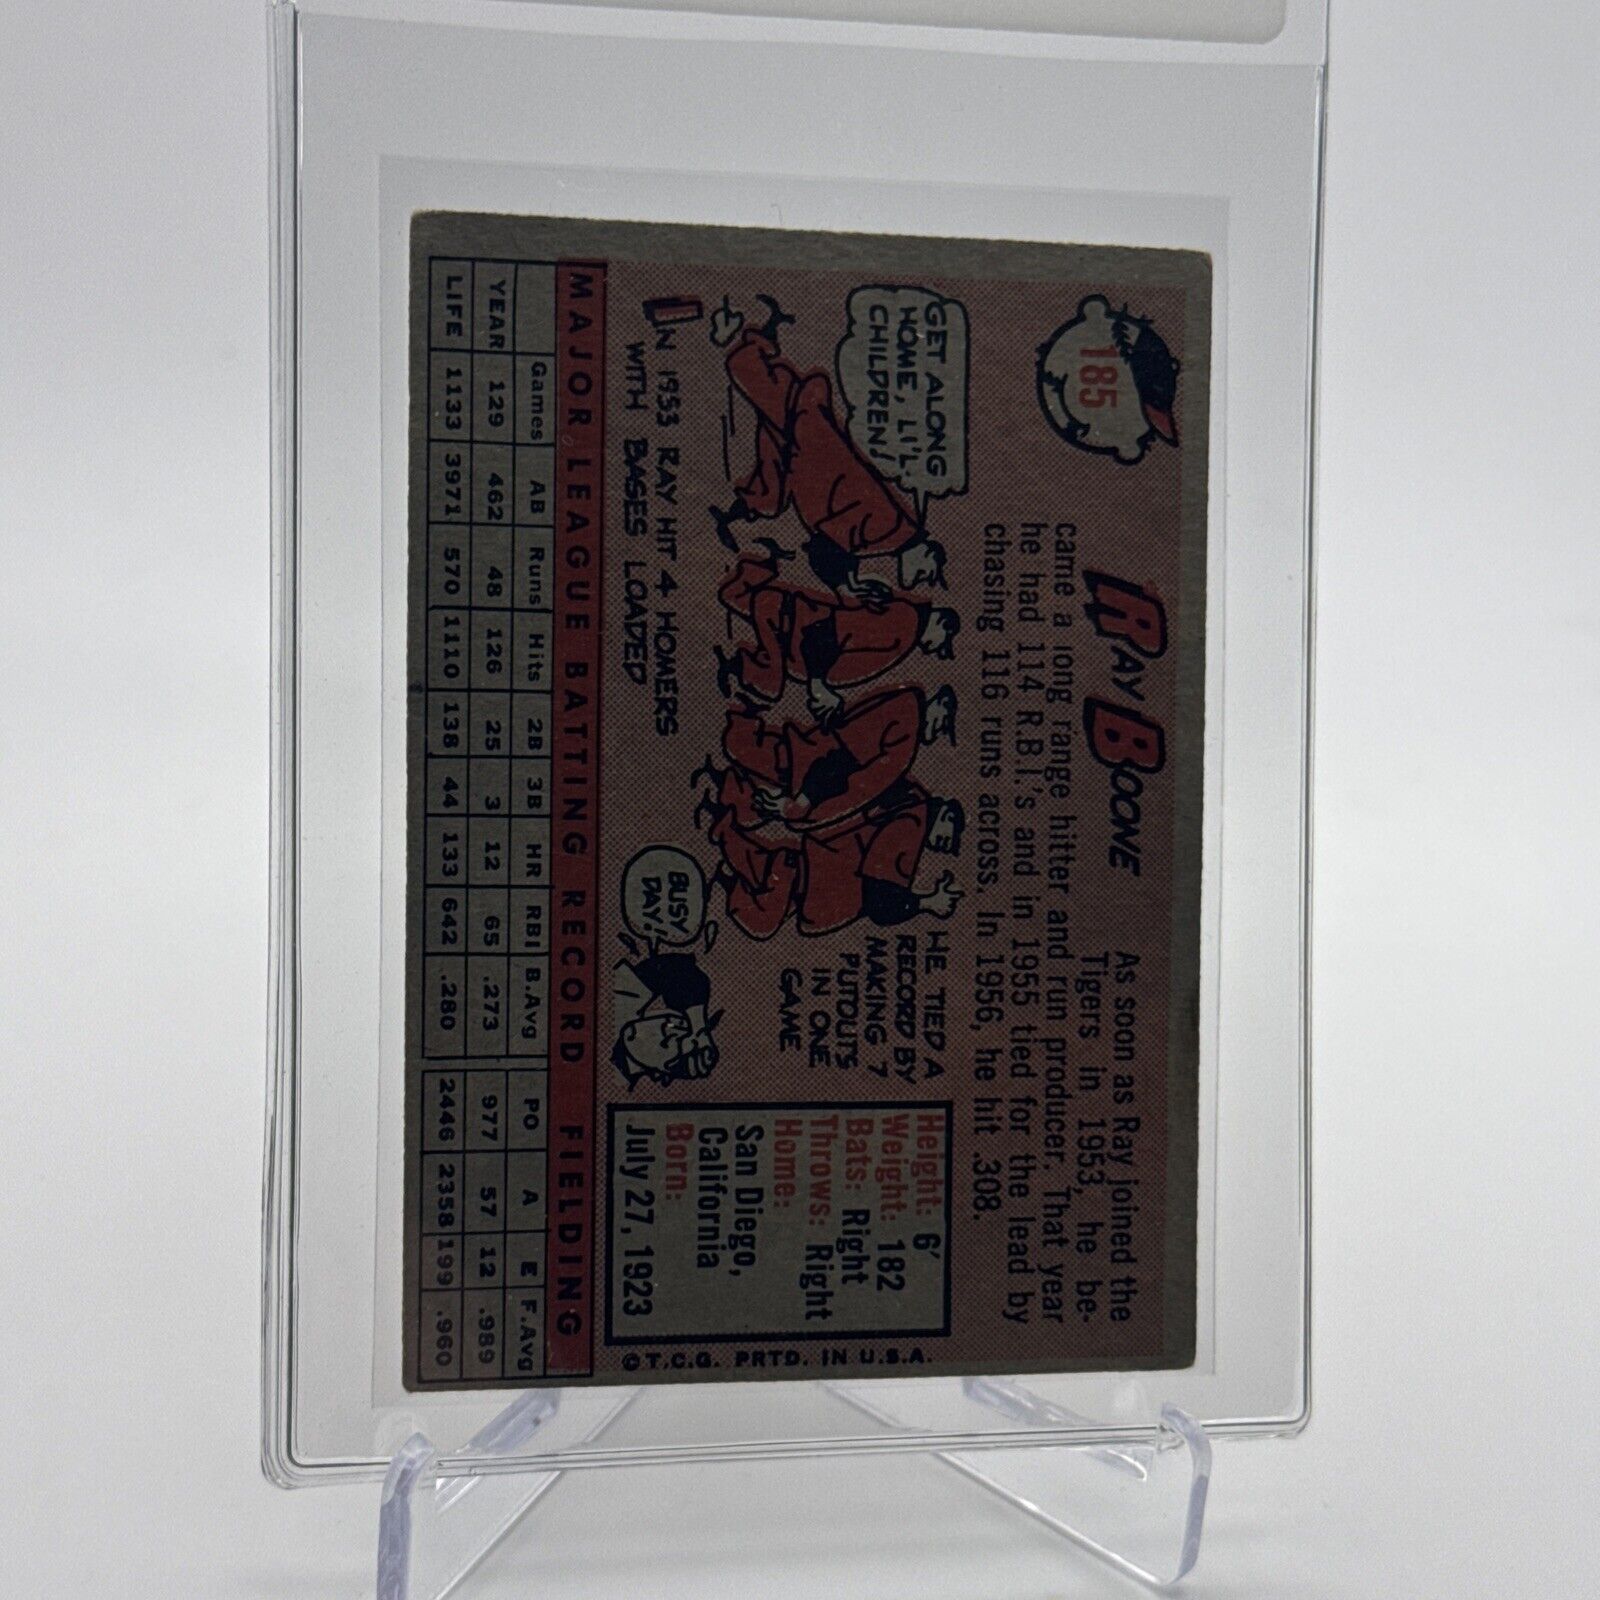 185
RAY BOONE
As soon as Ray joined the
Tigers in 1953, he be-
came a long range hitter and run producer. That year
he had 114 R.B.I.'s and in 1955 tied for the lead by
chasing 116 runs across. In 1956, he hit .308.
GET ALONG
HOME, LI'L
CHILDREN!
HE TIED A
RECORD BY
MAKING 7
PUTOUTS
IN ONE
GAME
IN 1953 RAY HIT 4 HOMERS
WITH BASES LOADED
BUSY
DAY!
Height: 6'
Weight: 182
Bats: Right
Throws: Right
Home:
San Diego,
California
Born:
July 27, 1923
©T.C.G. PRTD. IN U.S.A.
MAJOR LEAGUE BATTING RECORD FIELDING
Games AB Runs Hits 2B 3B HR RBI B.Avg PO A E F.Avg
YEAR 129 462 48 126 25 3 12 65 .273 977 57 12 .989
LIFE 1133 3971 570 1110 138 44 133 642 .280 2446 2358 199 .960